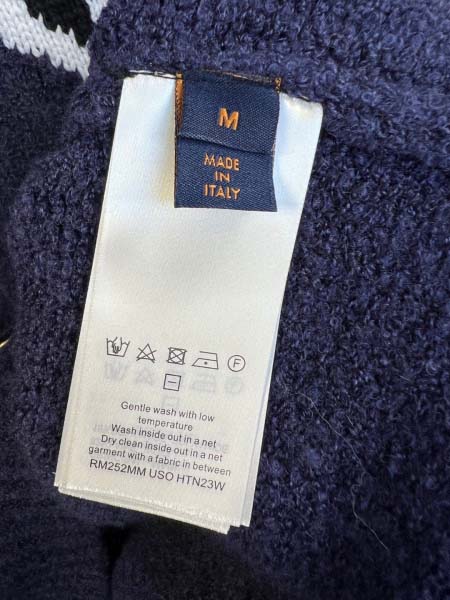 M
MADE
IN
ITALY
F
Gentle wash with low
temperature
Wash inside out in a net
Dry clean inside out in a net
garment with a fabric in between
RM252MM USO HTN23W